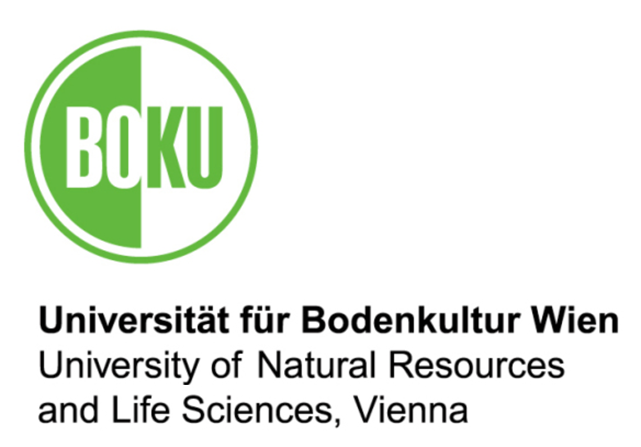 BOKU
Universität für Bodenkultur Wien
University of Natural Resources
and Life Sciences, Vienna